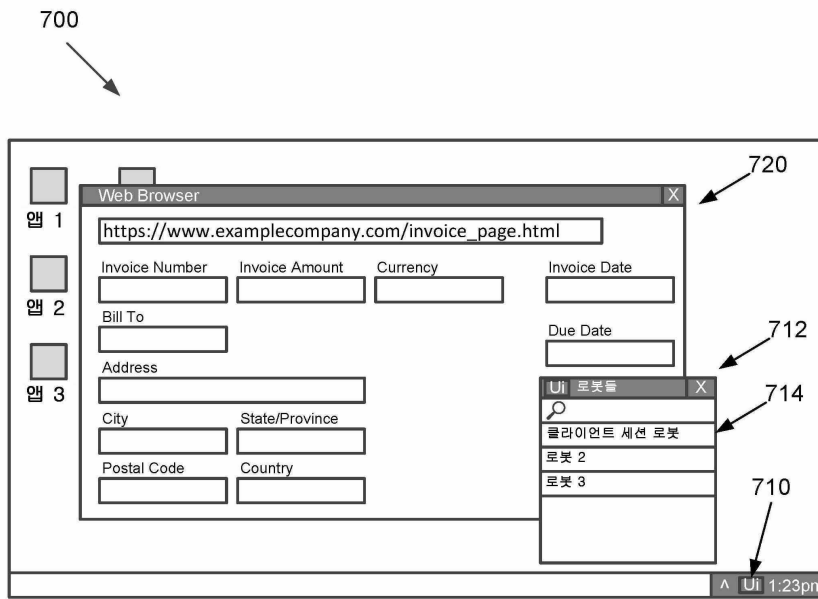 700
720
Web Browser X
앱 1
https://www.examplecompany.com/invoice_page.html
Invoice Number Invoice Amount Currency Invoice Date
앱 2
Bill To
Due Date
712
Address
앱 3
Ui 로봇들 X
714
City State/Province
클라이언트 세션 로봇
로봇 2
Postal Code Country
로봇 3
710
^ Ui 1:23pm